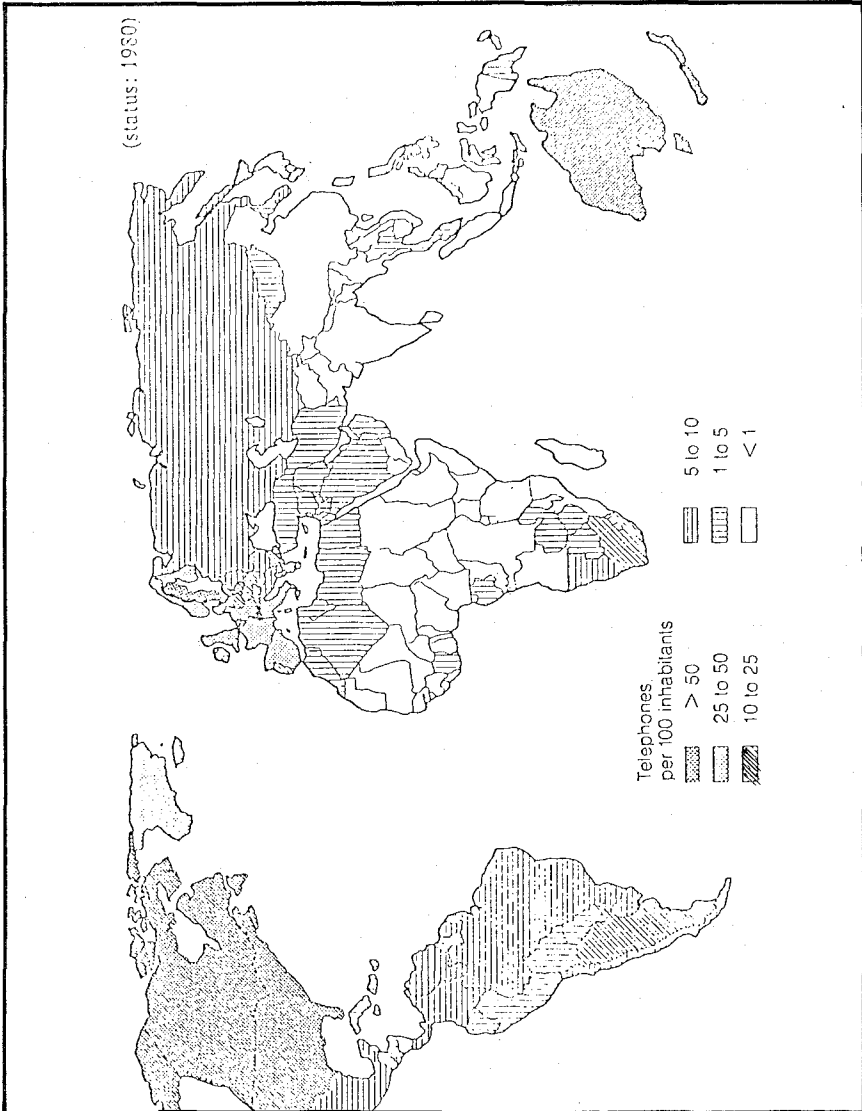 (status: 1980)
Telephones
per 100 inhabitants
> 50
25 to 50
10 to 25
5 to 10
1 to 5
< 1